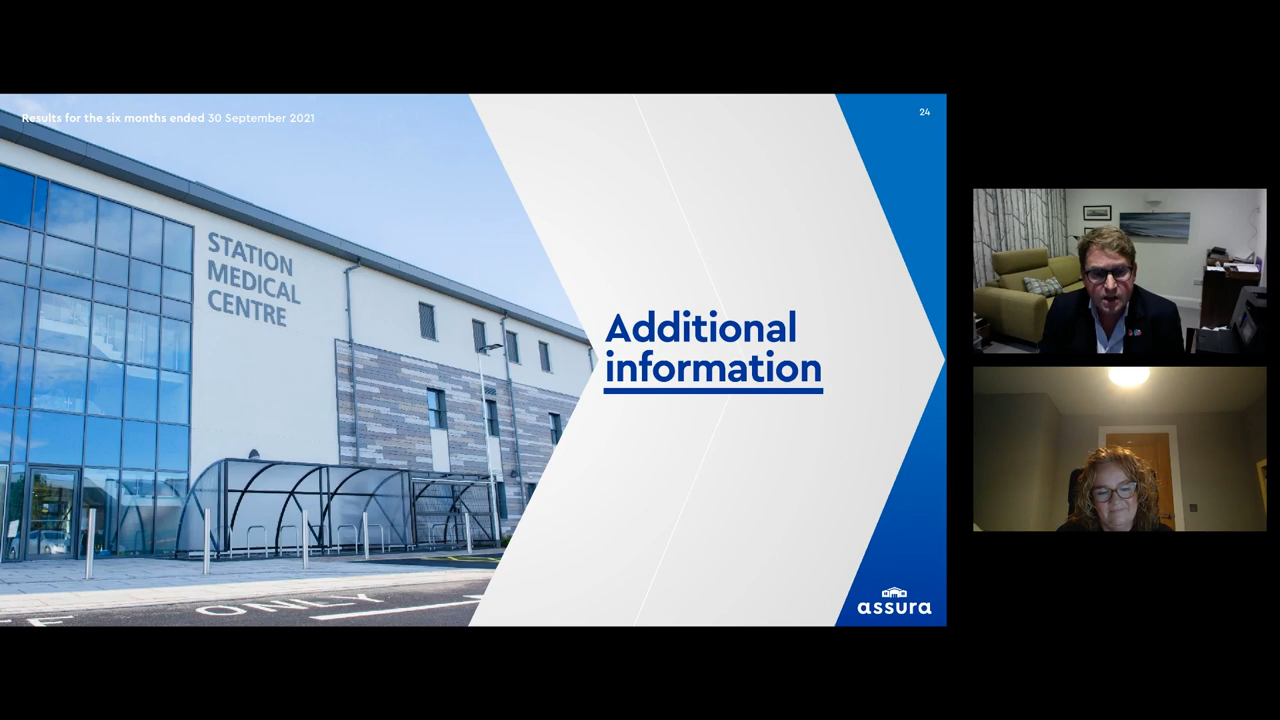 Results for the six months ended 30 September 2021
24
STATION
MEDICAL
CENTRE
Additional
information
ONLY
assura